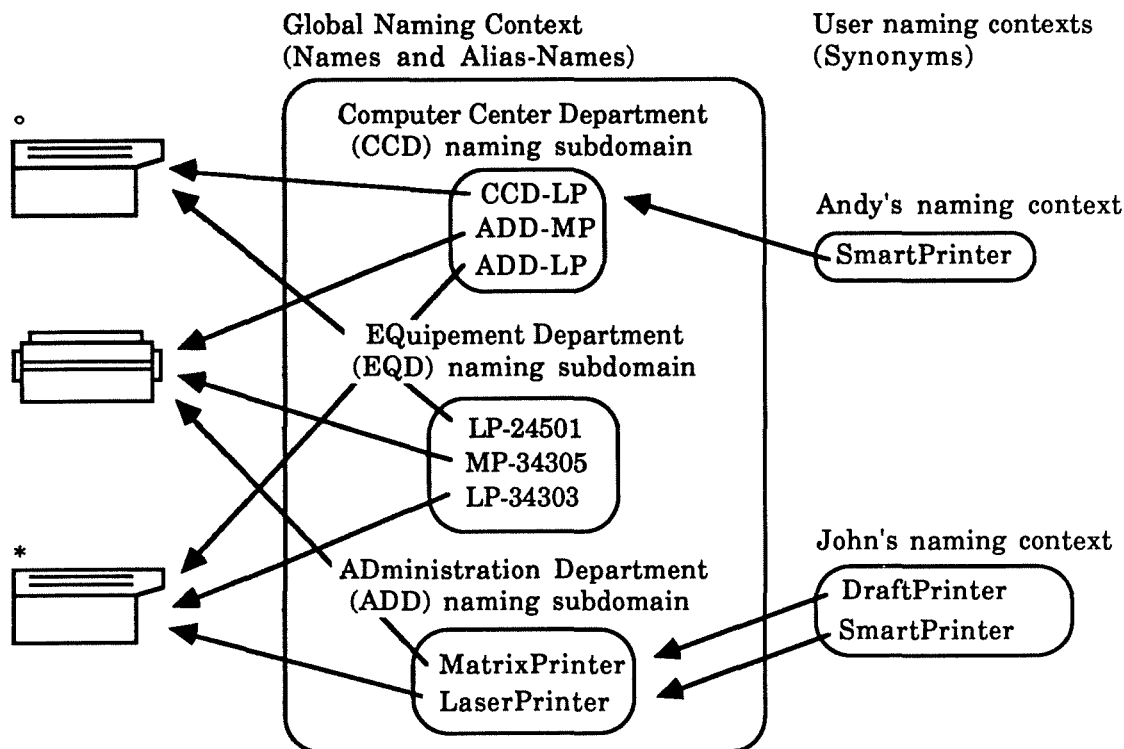 Global Naming Context
(Names and Alias-Names)
User naming contexts
(Synonyms)
°
Computer Center Department
(CCD) naming subdomain
CCD-LP
ADD-MP
ADD-LP
Andy's naming context
SmartPrinter
EQuipement Department
(EQD) naming subdomain
LP-24501
MP-34305
LP-34303
*
ADministration Department
(ADD) naming subdomain
MatrixPrinter
LaserPrinter
John's naming context
DraftPrinter
SmartPrinter